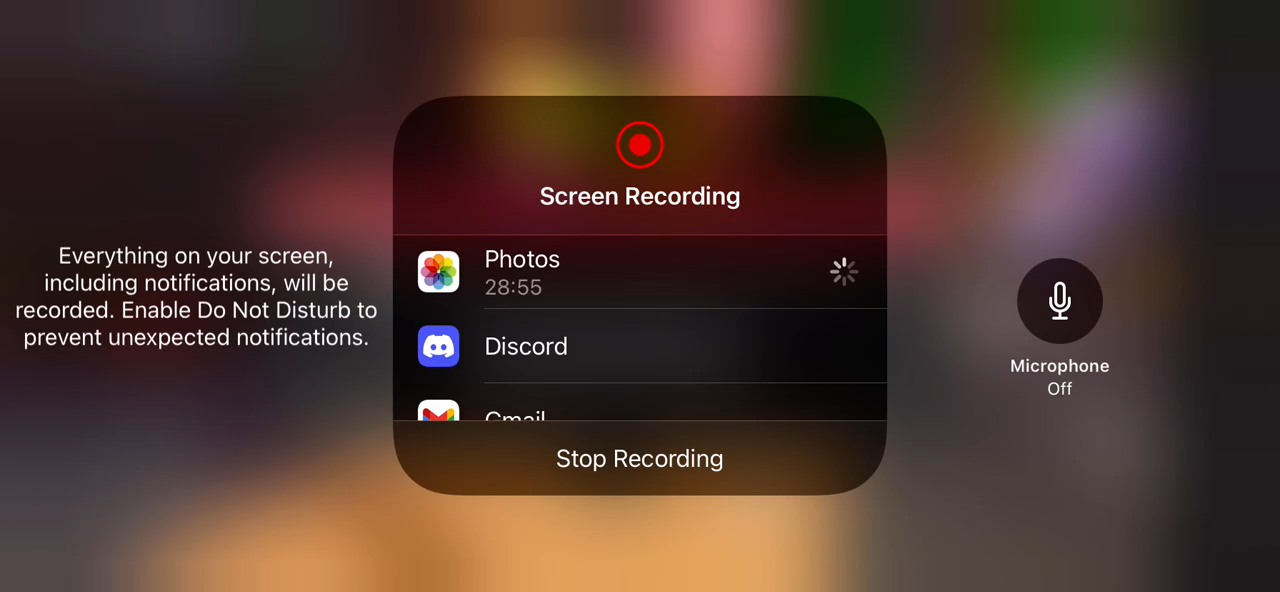 Everything on your screen,
including notifications, will be
recorded. Enable Do Not Disturb to
prevent unexpected notifications.
Screen Recording
Photos
28:55
Discord
Gmail
Stop Recording
Microphone
Off